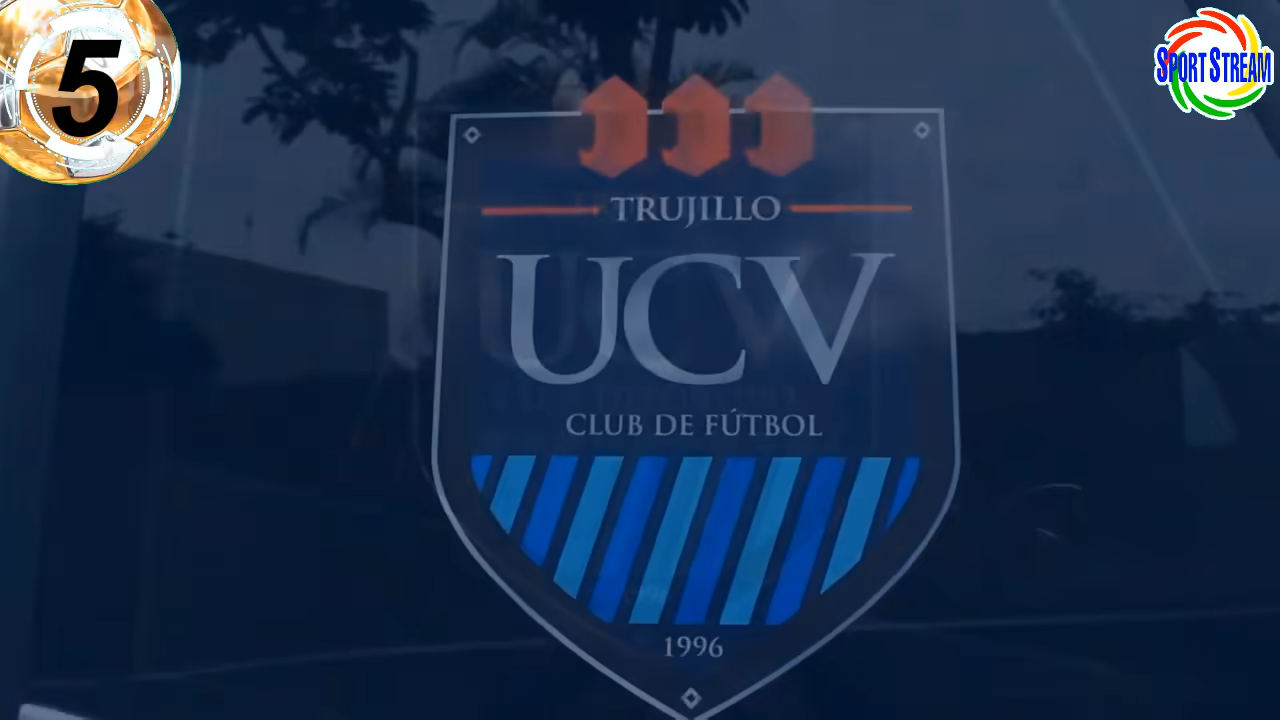 5
SPORT STREAM
TRUJILLO
UCV
CLUB DE FÚTBOL
1996